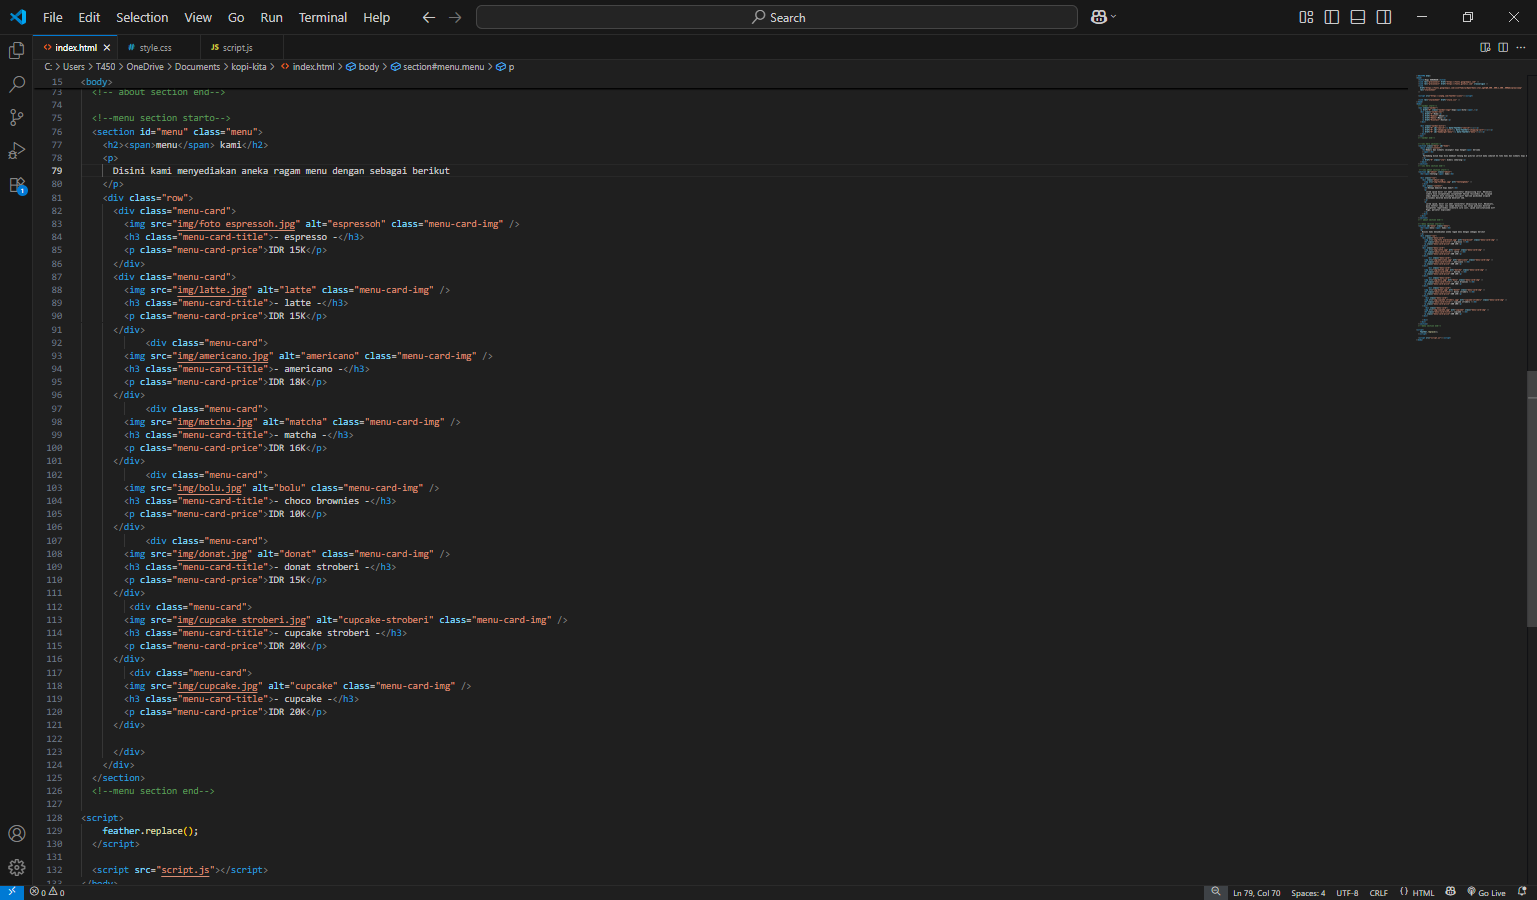 File Edit Selection View Go Run Terminal Help
Search
index.html
style.css
JS script.js
C: > Users > T450 > OneDrive > Documents > kopi-kita > index.html > body > section#menu.menu > p
15 <body>
73 <!-- about section end-->
74
75 <!--menu section starto-->
76 <section id="menu" class="menu">
77 <h2><span>menu</span> kami</h2>
78 <p>
79 Disini kami menyediakan aneka ragam menu dengan sebagai berikut
80 </p>
81 <div class="row">
82 <div class="menu-card">
83 <img src="img/foto espressoh.jpg" alt="espressoh" class="menu-card-img" />
84 <h3 class="menu-card-title">- espresso -</h3>
85 <p class="menu-card-price">IDR 15K</p>
86 </div>
87 <div class="menu-card">
88 <img src="img/latte.jpg" alt="latte" class="menu-card-img" />
89 <h3 class="menu-card-title">- latte -</h3>
90 <p class="menu-card-price">IDR 15K</p>
91 </div>
92 <div class="menu-card">
93 <img src="img/americano.jpg" alt="americano" class="menu-card-img" />
94 <h3 class="menu-card-title">- americano -</h3>
95 <p class="menu-card-price">IDR 18K</p>
96 </div>
97 <div class="menu-card">
98 <img src="img/matcha.jpg" alt="matcha" class="menu-card-img" />
99 <h3 class="menu-card-title">- matcha -</h3>
100 <p class="menu-card-price">IDR 16K</p>
101 </div>
102 <div class="menu-card">
103 <img src="img/bolu.jpg" alt="bolu" class="menu-card-img" />
104 <h3 class="menu-card-title">- choco brownies -</h3>
105 <p class="menu-card-price">IDR 10K</p>
106 </div>
107 <div class="menu-card">
108 <img src="img/donat.jpg" alt="donat" class="menu-card-img" />
109 <h3 class="menu-card-title">- donat stroberi -</h3>
110 <p class="menu-card-price">IDR 15K</p>
111 </div>
112 <div class="menu-card">
113 <img src="img/cupcake stroberi.jpg" alt="cupcake-stroberi" class="menu-card-img" />
114 <h3 class="menu-card-title">- cupcake stroberi -</h3>
115 <p class="menu-card-price">IDR 20K</p>
116 </div>
117 <div class="menu-card">
118 <img src="img/cupcake.jpg" alt="cupcake" class="menu-card-img" />
119 <h3 class="menu-card-title">- cupcake -</h3>
120 <p class="menu-card-price">IDR 20K</p>
121 </div>
122
123 </div>
124 </div>
125 </section>
126 <!--menu section end-->
127
128 <script>
129 feather.replace();
130 </script>
131
132 <script src="script.js"></script>
133 </body>
1
0 0
Ln 79, Col 70 Spaces: 4 UTF-8 CRLF {} HTML Go Live